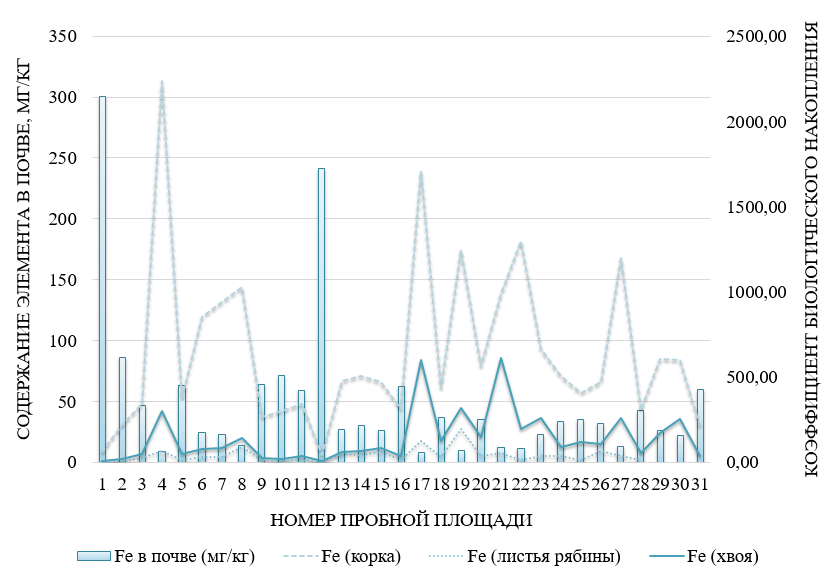 СОДЕРЖАНИЕ ЭЛЕМЕНТА В ПОЧВЕ, МГ/КГ
350
300
250
200
150
100
50
0
2500,00
2000,00
1500,00
1000,00
500,00
0,00
КОЭФФИЦИЕНТ БИОЛОГИЧЕСКОГО НАКОПЛЕНИЯ
1 2 3 4 5 6 7 8 9 10 11 12 13 14 15 16 17 18 19 20 21 22 23 24 25 26 27 28 29 30 31
НОМЕР ПРОБНОЙ ПЛОЩАДИ
Fe в почве (мг/кг) Fe (корка) Fe (листья рябины) Fe (хвоя)